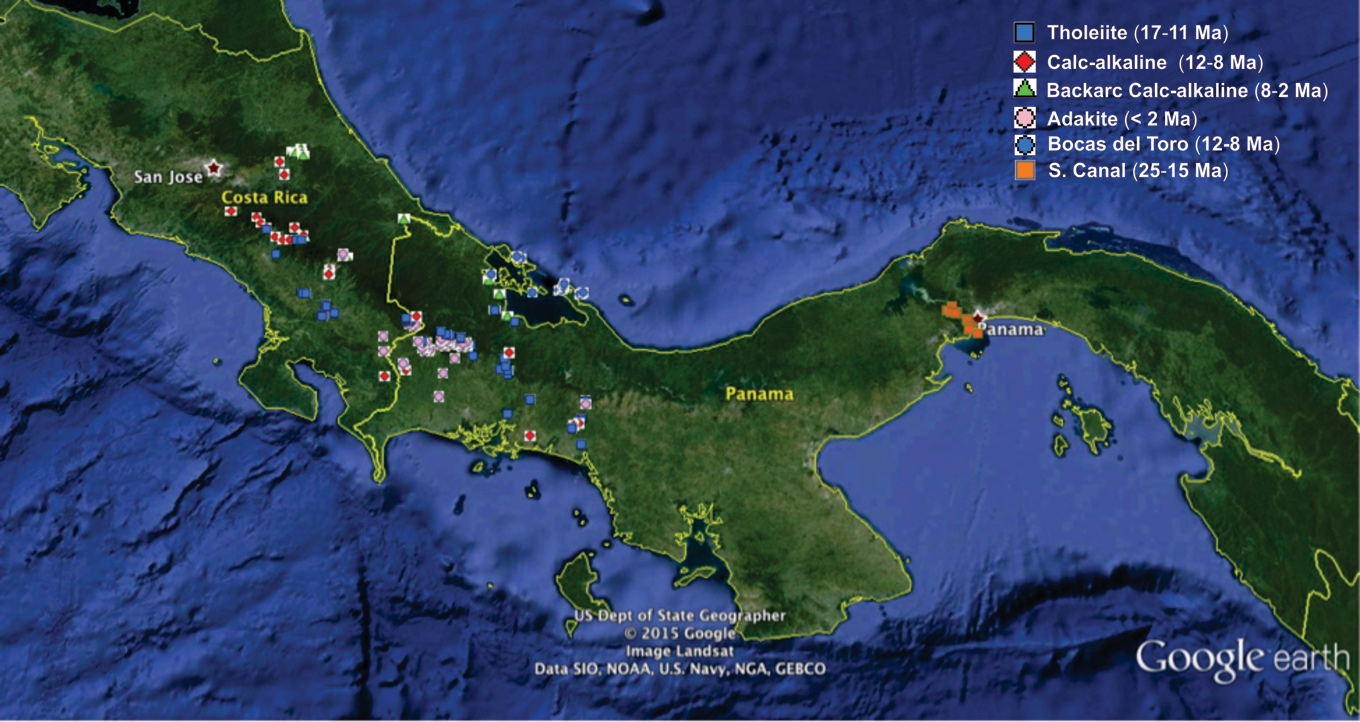 Tholeiite (17-11 Ma)
Calc-alkaline (12-8 Ma)
Backarc Calc-alkaline (8-2 Ma)
Adakite (< 2 Ma)
Bocas del Toro (12-8 Ma)
S. Canal (25-15 Ma)
San Jose
Costa Rica
Panama
Panama
US Dept of State Geographer
© 2015 Google
Image Landsat
Data SIO, NOAA, U.S. Navy, NGA, GEBCO
Google earth